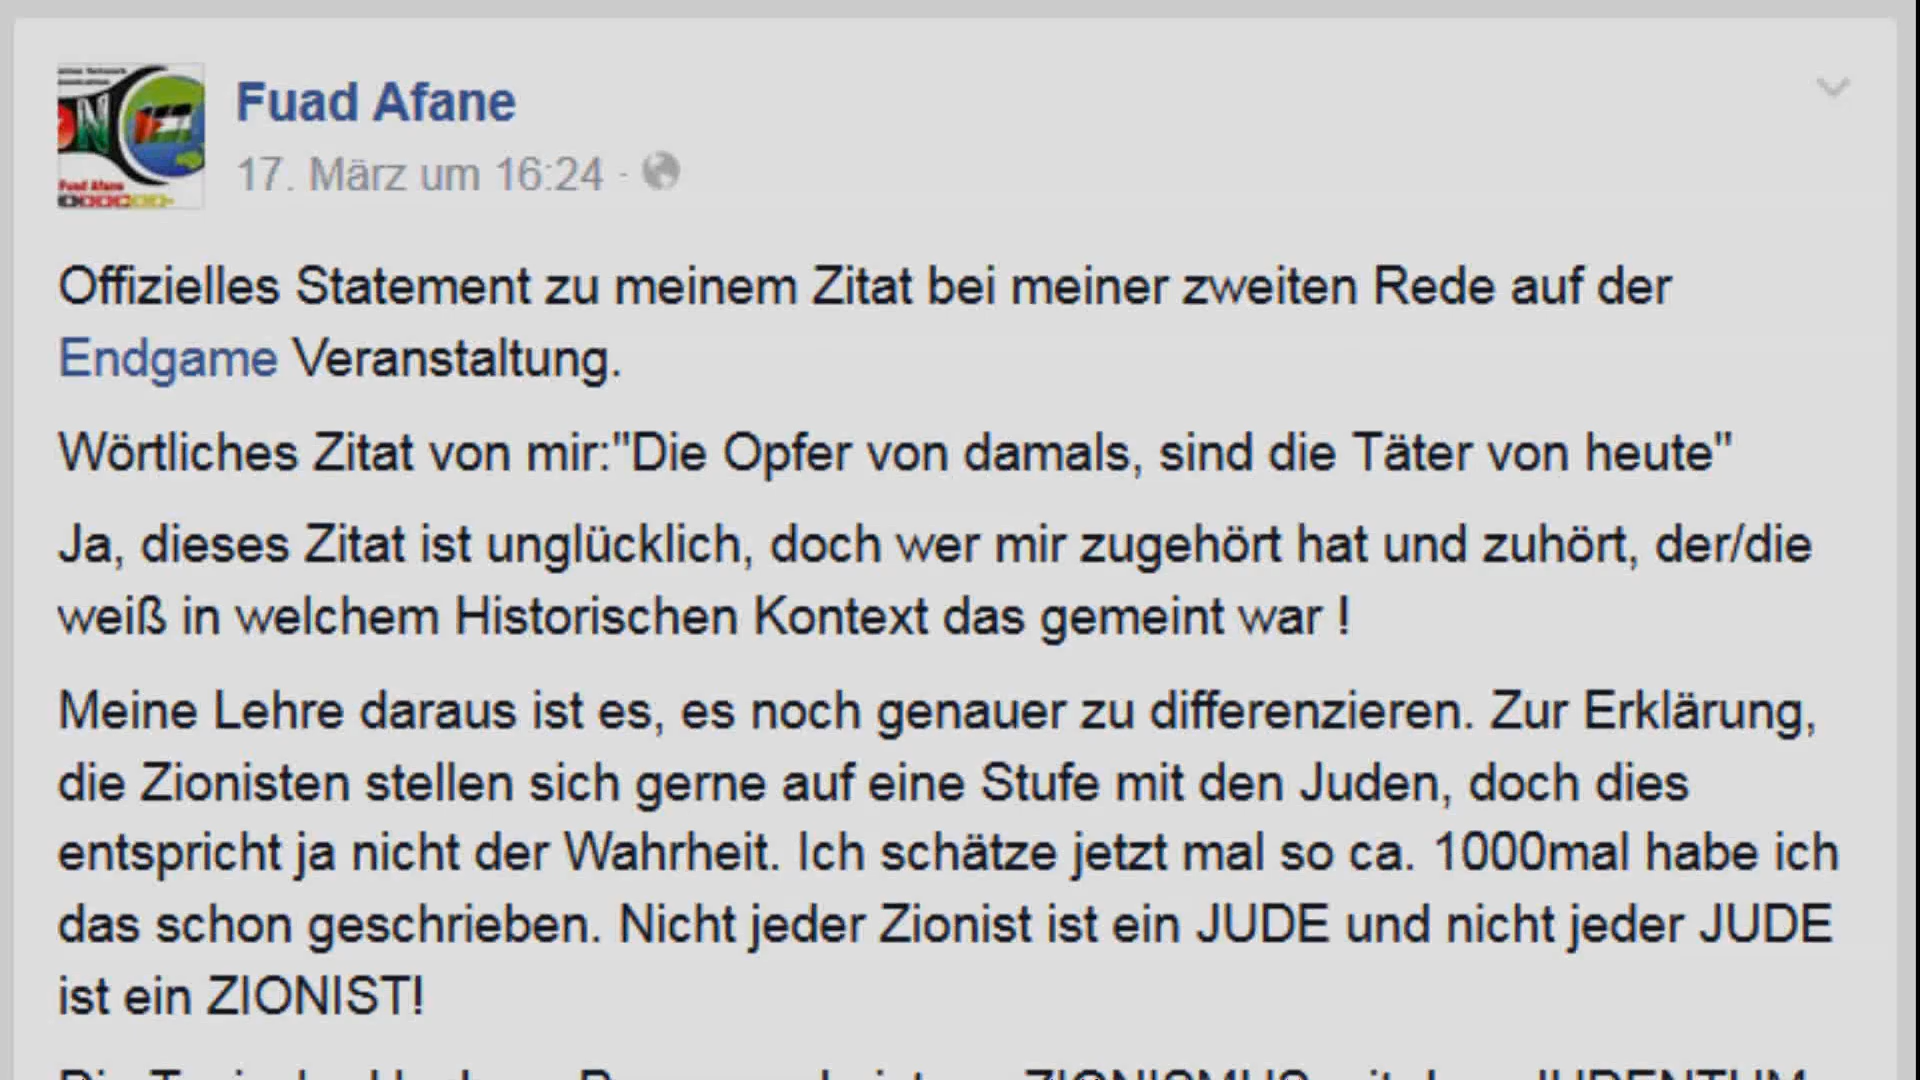 Fuad Afane
17. März um 16:24 ·
Offizielles Statement zu meinem Zitat bei meiner zweiten Rede auf der
Endgame Veranstaltung.
Wörtliches Zitat von mir:"Die Opfer von damals, sind die Täter von heute"
Ja, dieses Zitat ist unglücklich, doch wer mir zugehört hat und zuhört, der/die
weiß in welchem Historischen Kontext das gemeint war !
Meine Lehre daraus ist es, es noch genauer zu differenzieren. Zur Erklärung,
die Zionisten stellen sich gerne auf eine Stufe mit den Juden, doch dies
entspricht ja nicht der Wahrheit. Ich schätze jetzt mal so ca. 1000mal habe ich
das schon geschrieben. Nicht jeder Zionist ist ein JUDE und nicht jeder JUDE
ist ein ZIONIST!